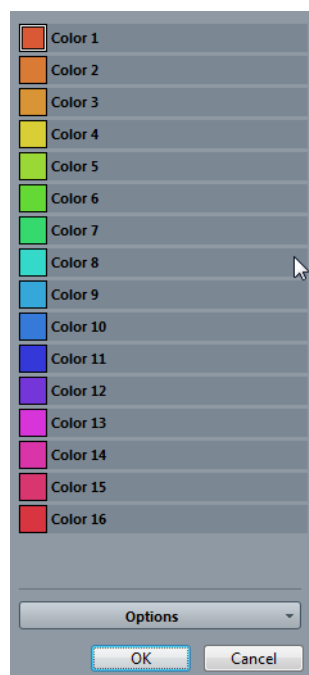 Color 1
Color 2
Color 3
Color 4
Color 5
Color 6
Color 7
Color 8
Color 9
Color 10
Color 11
Color 12
Color 13
Color 14
Color 15
Color 16
Options
OK Cancel